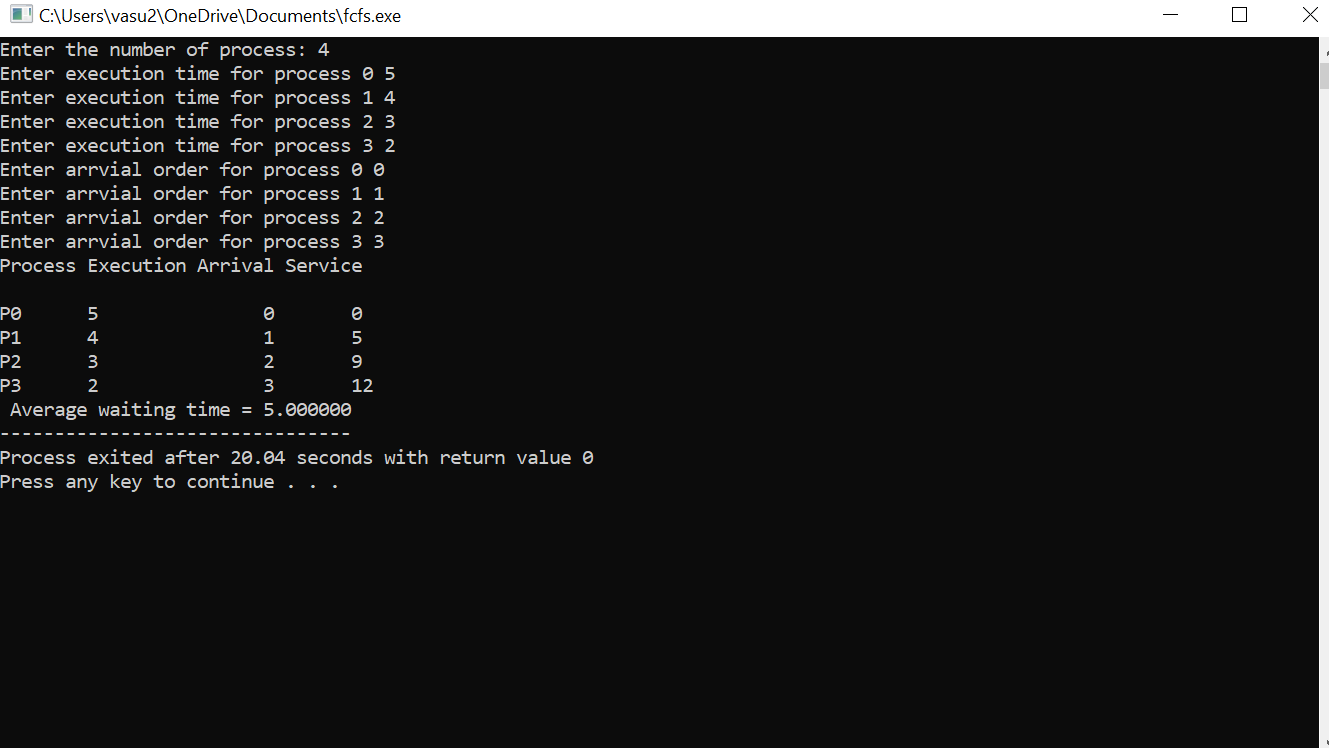 C:\Users\vasu2\OneDrive\Documents\fcfs.exe
Enter the number of process: 4
Enter execution time for process 0 5
Enter execution time for process 1 4
Enter execution time for process 2 3
Enter execution time for process 3 2
Enter arrvial order for process 0 0
Enter arrvial order for process 1 1
Enter arrvial order for process 2 2
Enter arrvial order for process 3 3
Process Execution Arrival Service
P0 5 0 0
P1 4 1 5
P2 3 2 9
P3 2 3 12
Average waiting time = 5.000000
--------------------------------
Process exited after 20.04 seconds with return value 0
Press any key to continue . . .